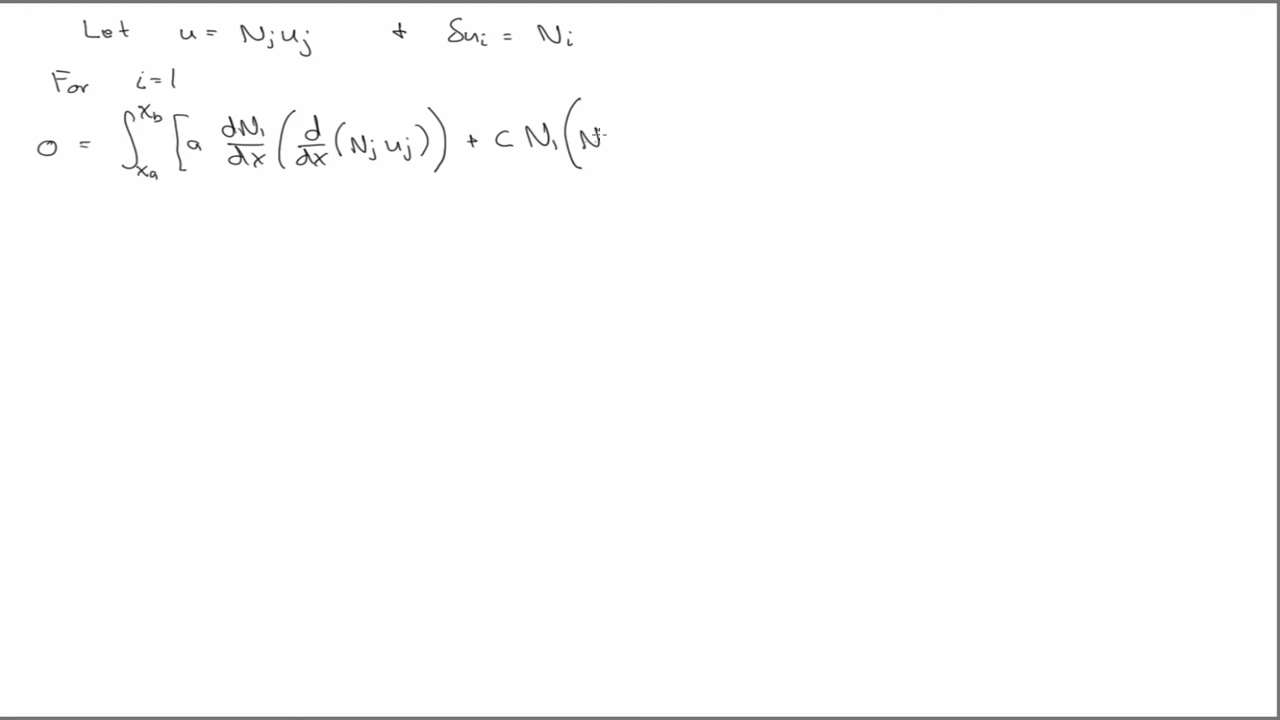 Let u = N_j u_j + δu_i = N_i
For i=1
0 = ∫_{x_a}^{x_b} [a dN_1/dx (d/dx (N_j u_j)) + c N_1 (N